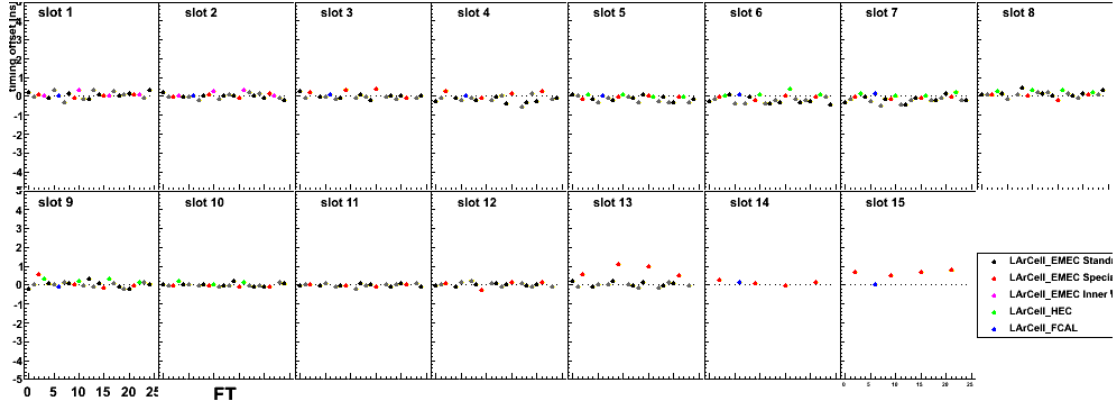 timing offset [ns]
slot 1 slot 2 slot 3 slot 4 slot 5 slot 6 slot 7 slot 8
5
4
3
2
1
0
-1
-2
-3
-4
5
slot 9 slot 10 slot 11 slot 12 slot 13 slot 14 slot 15
4
3
2
1
0
-1
-2
-3
-4
-5
LArCell_EMEC Stand
LArCell_EMEC Specia
LArCell_EMEC Inner
LArCell_HEC
LArCell_FCAL
0 5 10 15 20 25 0 5 10 15 20 25
FT